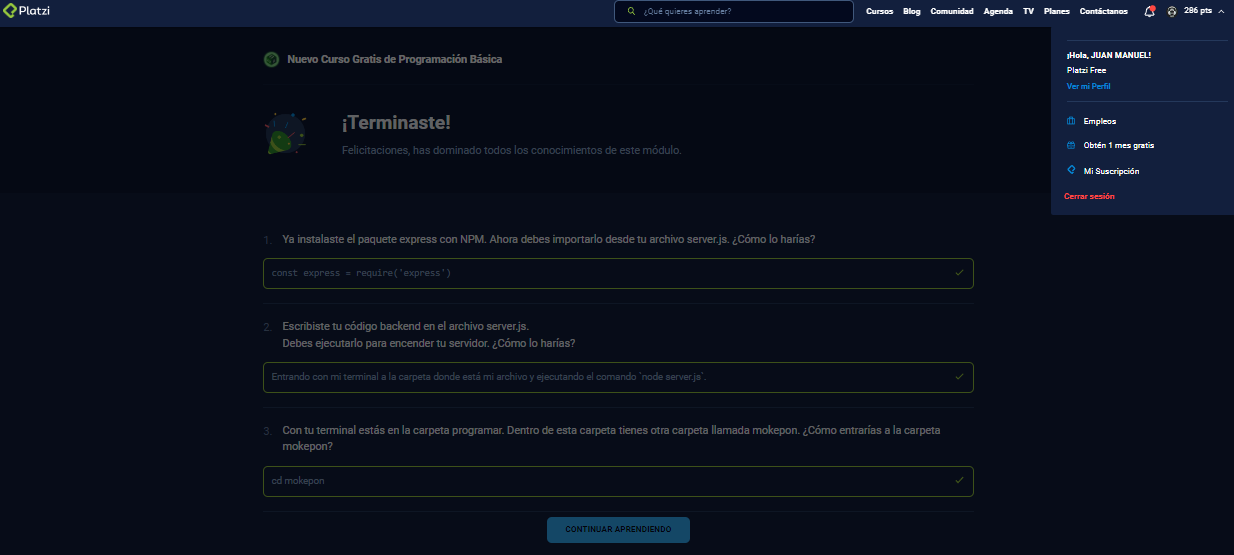 Platzi
¿Qué quieres aprender?
Cursos Blog Comunidad Agenda TV Planes Contáctanos 286 pts
¡Hola, JUAN MANUEL!
Platzi Free
Ver mi Perfil
Empleos
Obtén 1 mes gratis
Mi Suscripción
Cerrar sesión
Nuevo Curso Gratis de Programación Básica
¡Terminaste!
Felicitaciones, has dominado todos los conocimientos de este módulo.
1. Ya instalaste el paquete express con NPM. Ahora debes importarlo desde tu archivo server.js. ¿Cómo lo harías?
const express = require('express')
2. Escribiste tu código backend en el archivo server.js.
Debes ejecutarlo para encender tu servidor. ¿Cómo lo harías?
Entrando con mi terminal a la carpeta donde está mi archivo y ejecutando el comando `node server.js`.
3. Con tu terminal estás en la carpeta programar. Dentro de esta carpeta tienes otra carpeta llamada mokepon. ¿Cómo entrarías a la carpeta
mokepon?
cd mokepon
CONTINUAR APRENDIENDO